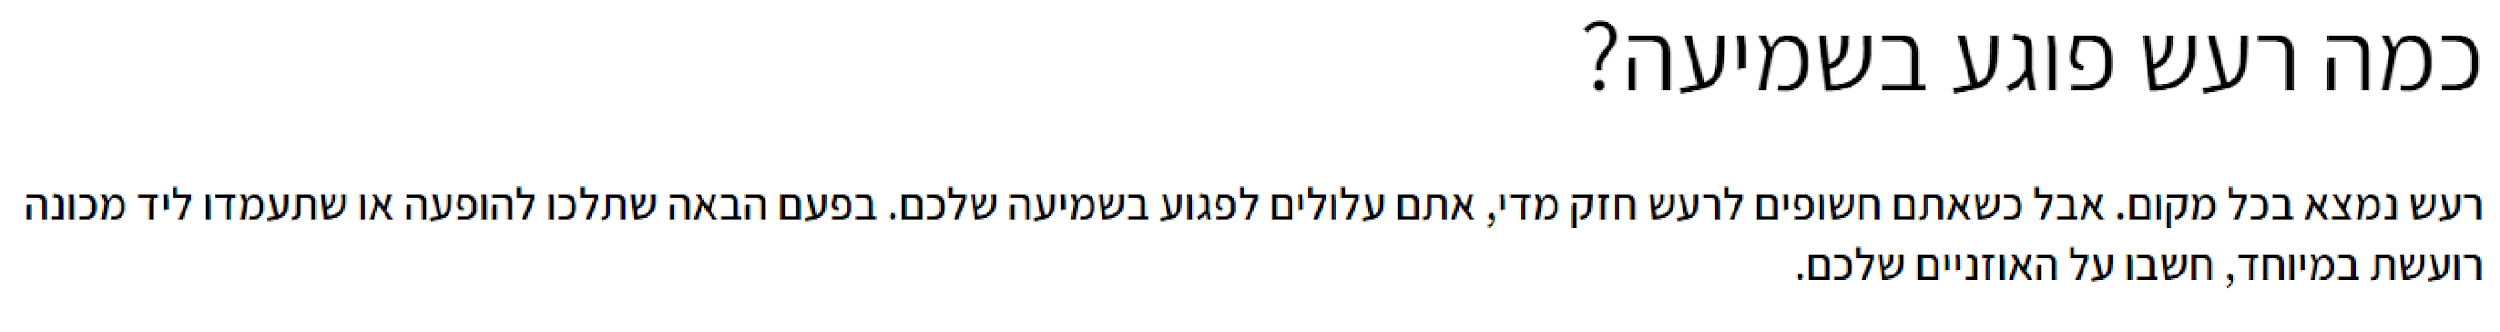 כמה רעש פוגע בשמיעה?
רעש נמצא בכל מקום. אבל כשאתם חשופים לרעש חזק מדי, אתם עלולים לפגוע בשמיעה שלכם. בפעם הבאה שתלכו להופעה או שתעמדו ליד מכונה
רועשת במיוחד, חשבו על האוזניים שלכם.